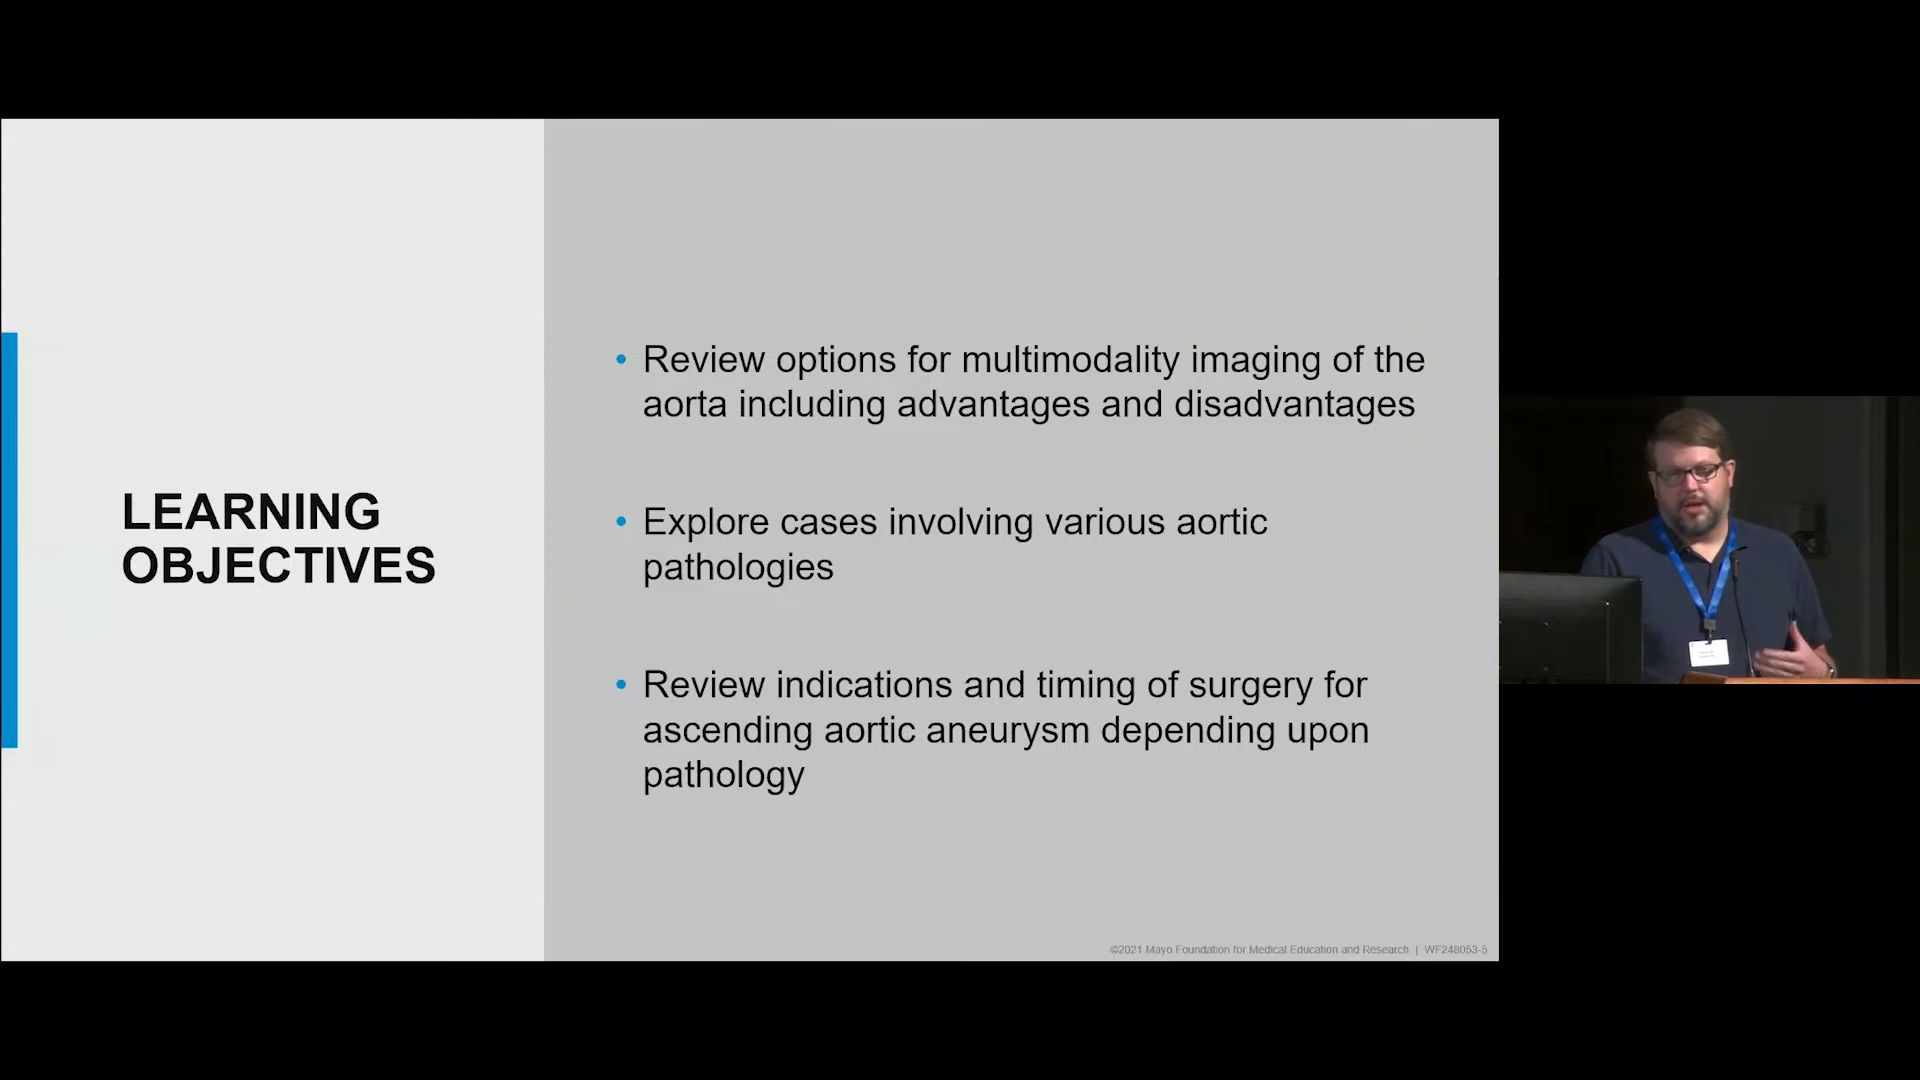 LEARNING
OBJECTIVES
• Review options for multimodality imaging of the
aorta including advantages and disadvantages
• Explore cases involving various aortic
pathologies
• Review indications and timing of surgery for
ascending aortic aneurysm depending upon
pathology
©2021 Mayo Foundation for Medical Education and Research | WF248053-5